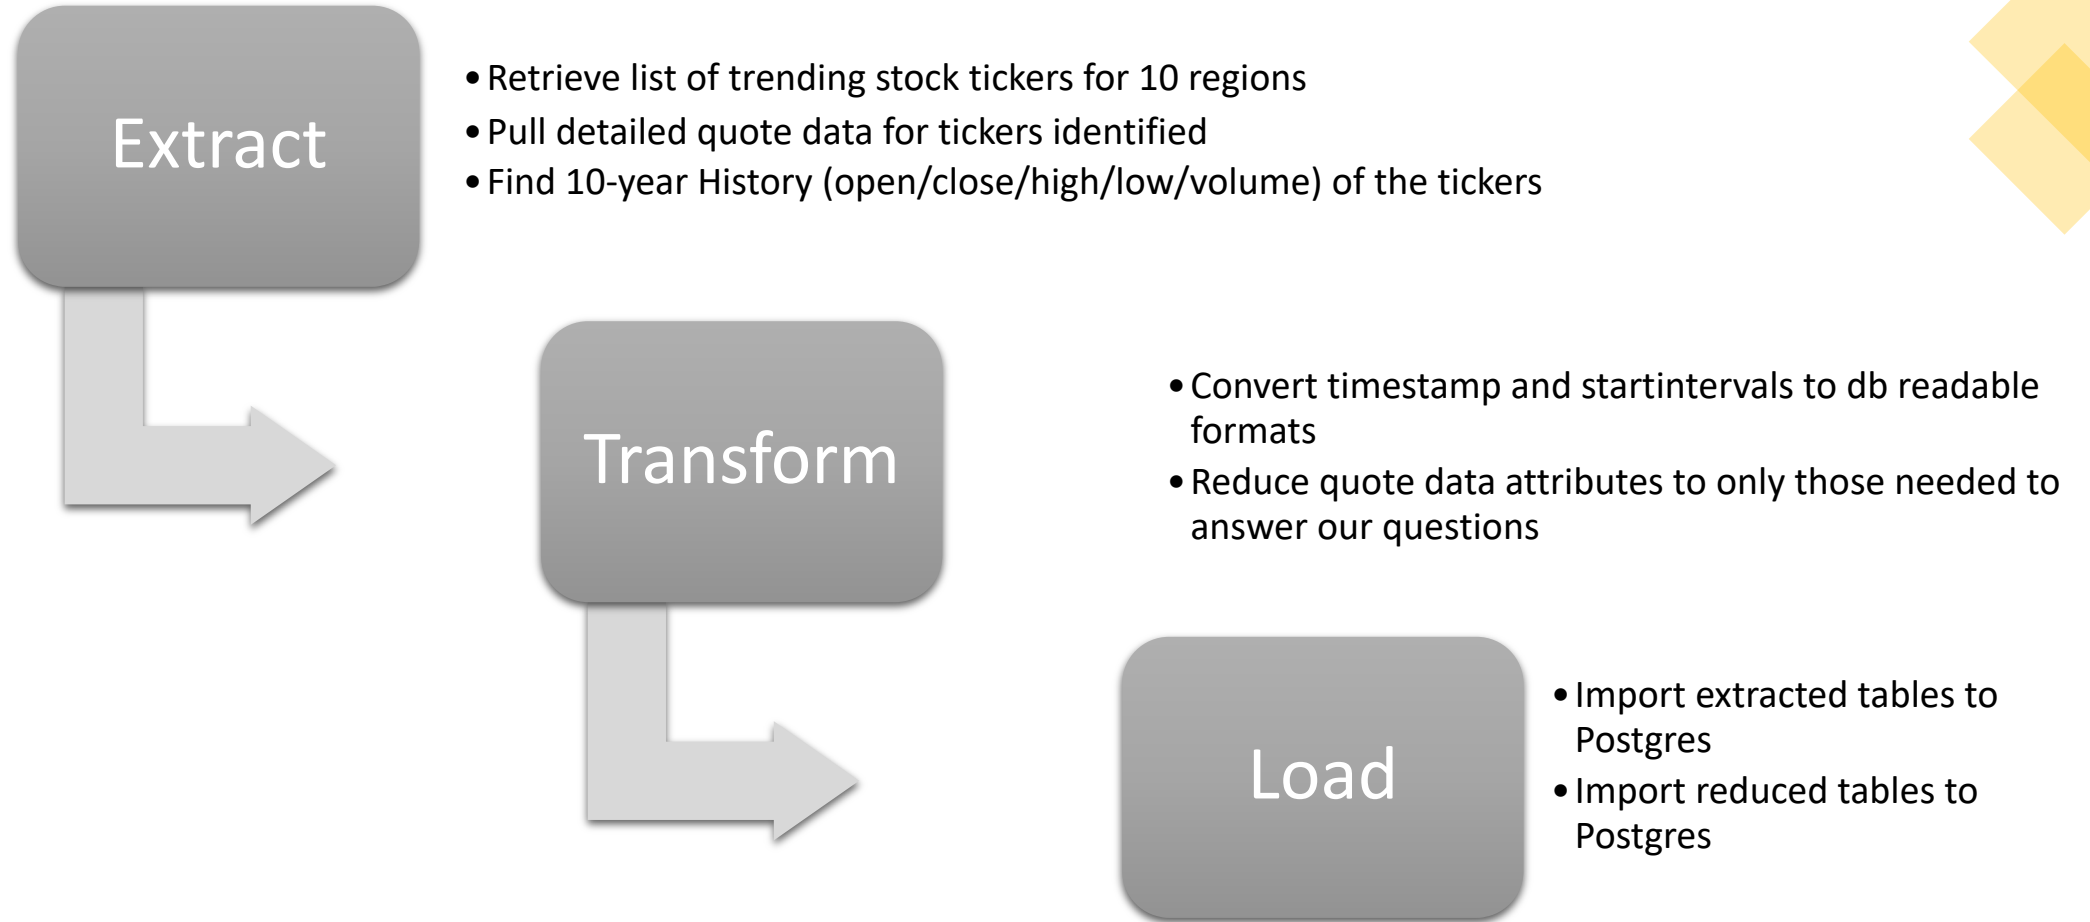 Extract
•Retrieve list of trending stock tickers for 10 regions
•Pull detailed quote data for tickers identified
•Find 10-year History (open/close/high/low/volume) of the tickers
Transform
•Convert timestamp and startintervals to db readable
formats
•Reduce quote data attributes to only those needed to
answer our questions
Load
•Import extracted tables to
Postgres
•Import reduced tables to
Postgres